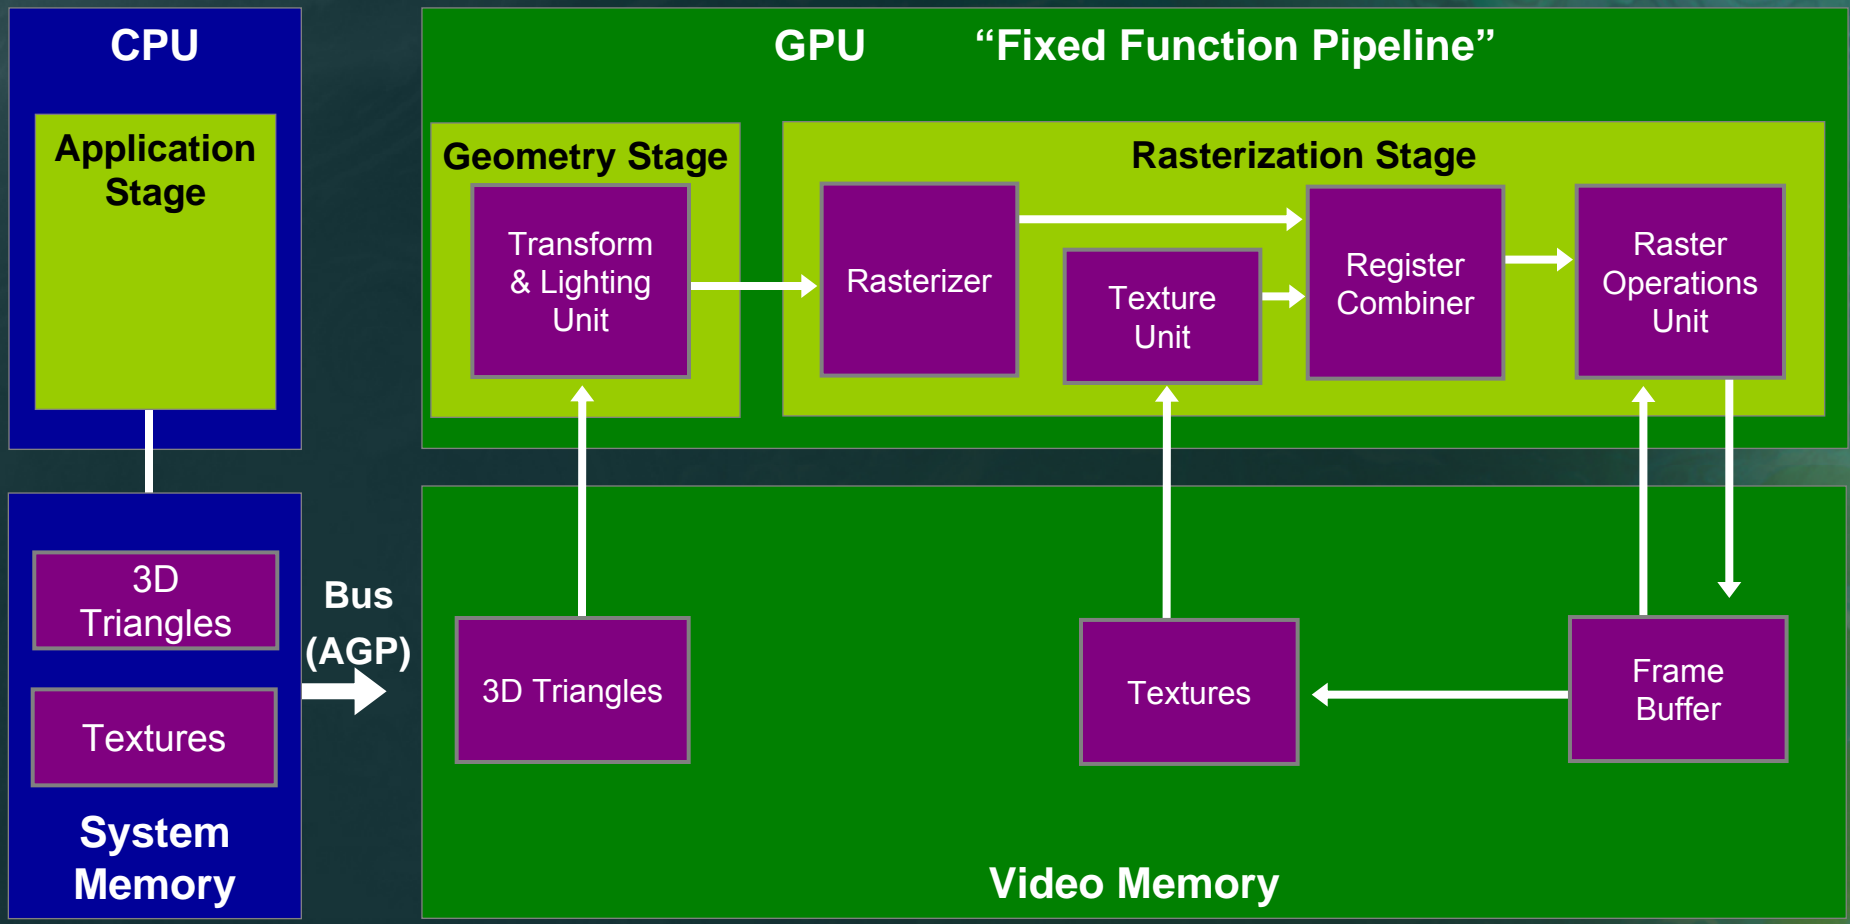 CPU
Application
Stage
GPU “Fixed Function Pipeline”
Geometry Stage
Transform
& Lighting
Unit
Rasterization Stage
Rasterizer
Texture
Unit
Register
Combiner
Raster
Operations
Unit
3D
Triangles
Textures
System
Memory
Bus
(AGP)
3D Triangles
Textures
Frame
Buffer
Video Memory